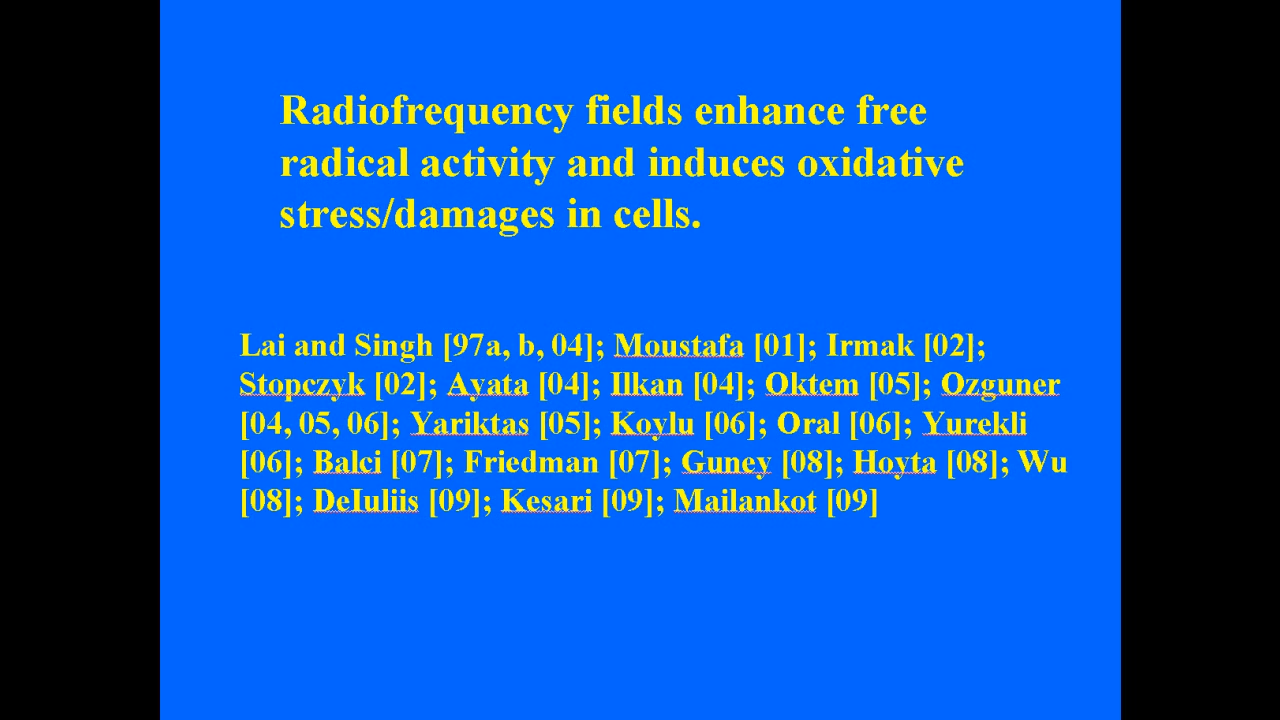 Radiofrequency fields enhance free
radical activity and induces oxidative
stress/damages in cells.
Lai and Singh [97a, b, 04]; Moustafa [01]; Irmak [02];
Stopczyk [02]; Ayata [04]; Ilkan [04]; Oktem [05]; Ozguner
[04, 05, 06]; Yariktas [05]; Koylu [06]; Oral [06]; Yurekli
[06]; Balci [07]; Friedman [07]; Guney [08]; Hoyta [08]; Wu
[08]; DeIuliis [09]; Kesari [09]; Mailankot [09]